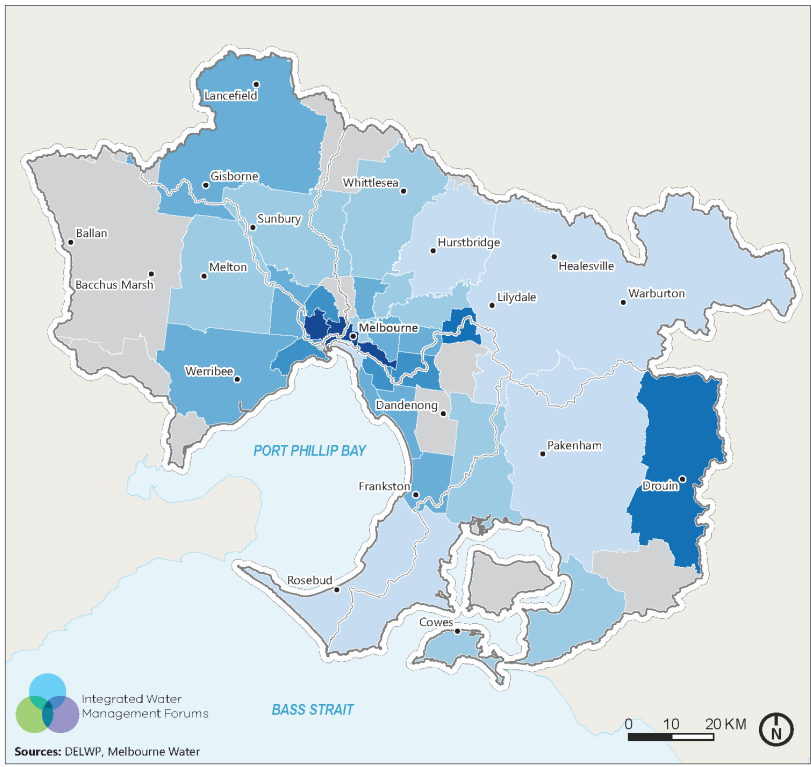 Lancefield
Gisborne
Whittlesea
Sunbury
Ballan
Hurstbridge
Healesville
Melton
Bacchus Marsh
Warburton
Lilydale
Melbourne
Werribee
Dandenong
PORT PHILLIP BAY
Pakenham
Drouin
Frankston
Rosebud
Cowes
Integrated Water
Management Forums
BASS STRAIT
0 10 20 KM
N
Sources: DELWP, Melbourne Water